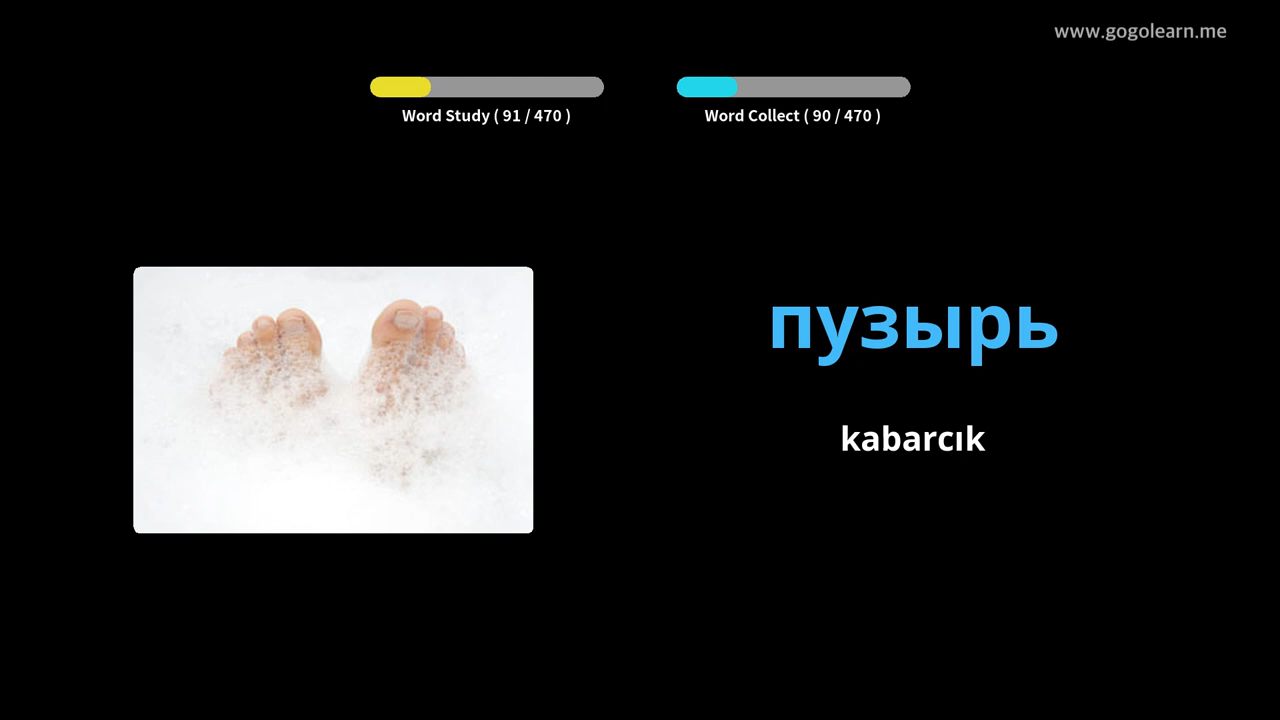 www.gogolearn.me
Word Study ( 91 / 470 )
Word Collect ( 90 / 470 )
пузырь
kabarcık